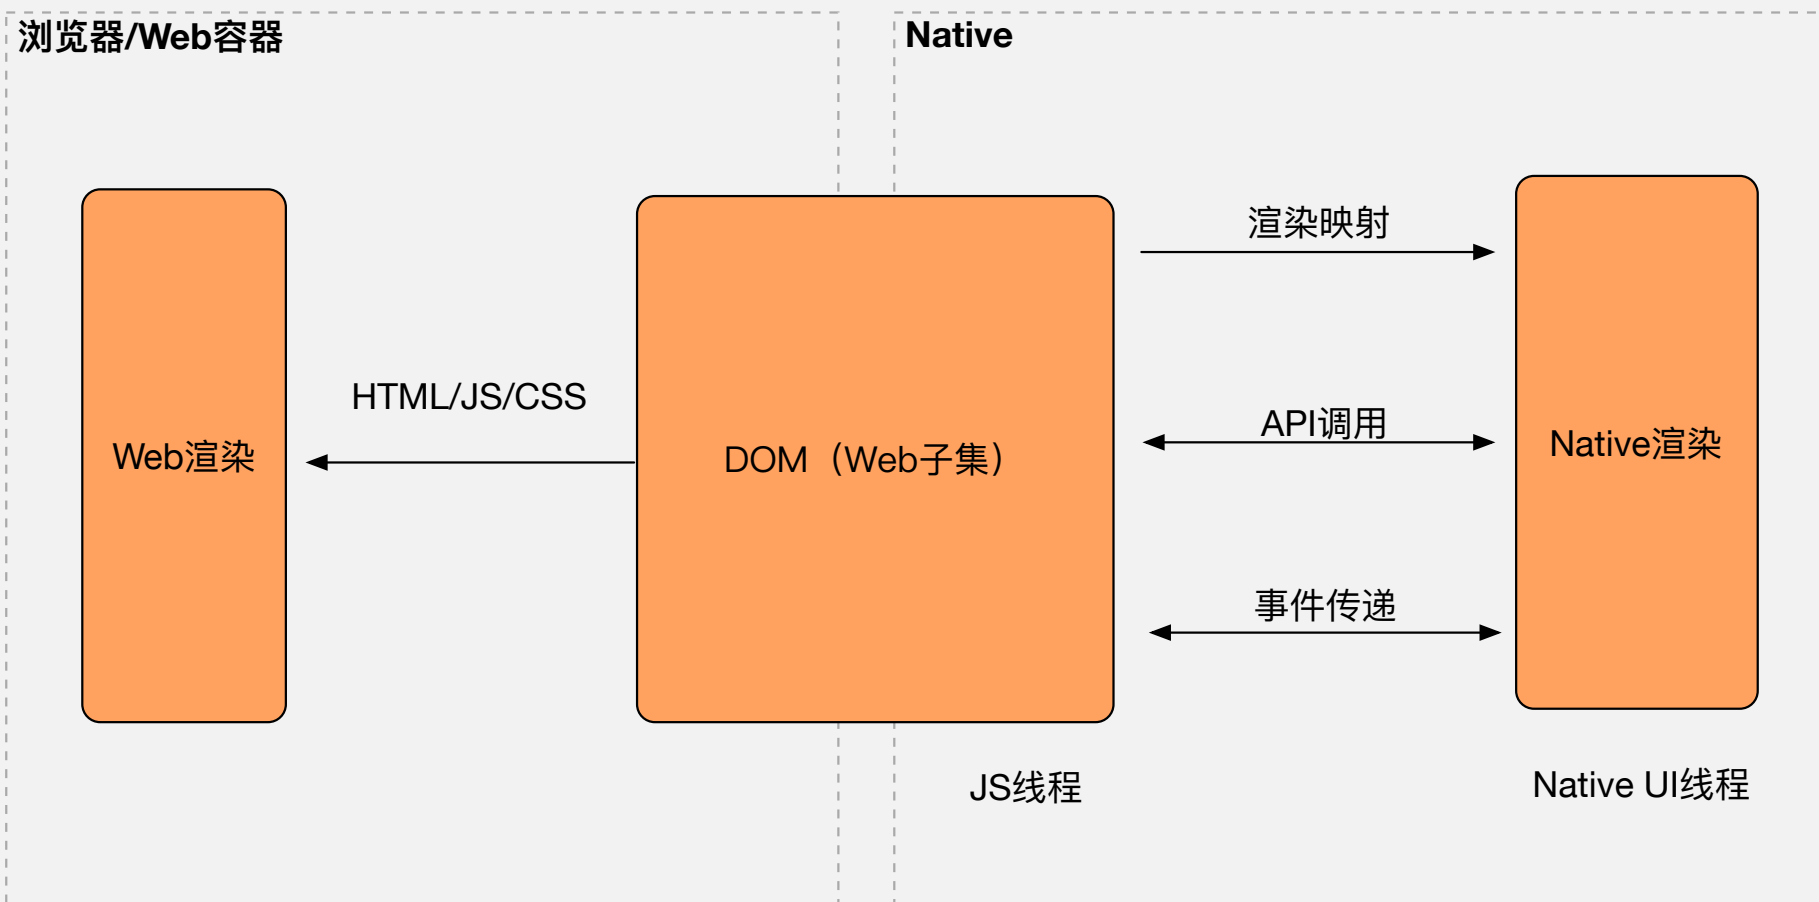 浏览器/Web容器
Native
渲染映射
HTML/JS/CSS
API调用
Web渲染
DOM（Web子集）
Native渲染
事件传递
JS线程
Native UI线程